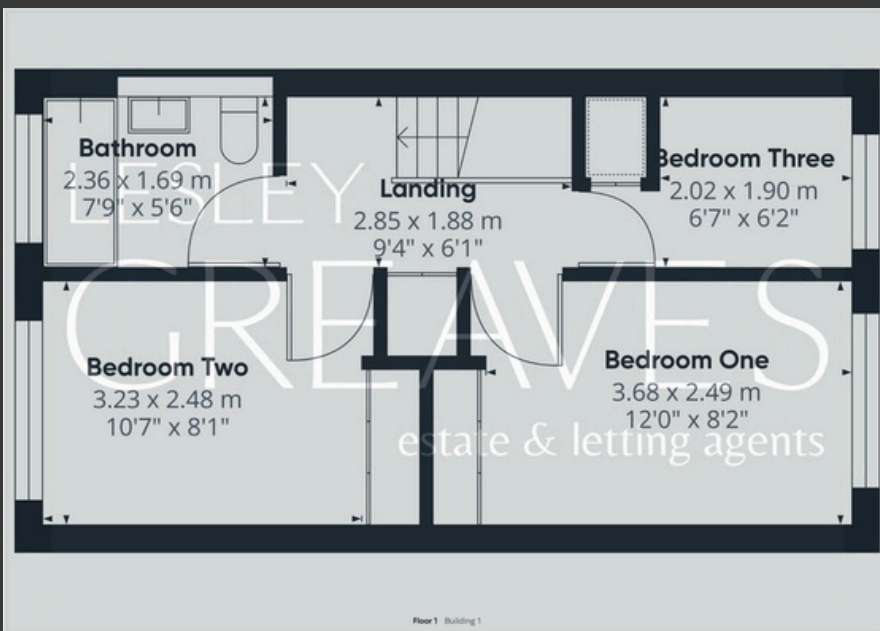 Bathroom
2.36 x 1.69 m
7'9" x 5'6"
Landing
2.85 x 1.88 m
9'4" x 6'1"
Bedroom Three
2.02 x 1.90 m
6'7" x 6'2"
LESLEY
GREAVES
estate & letting agents
Bedroom Two
3.23 x 2.48 m
10'7" x 8'1"
Bedroom One
3.68 x 2.49 m
12'0" x 8'2"
Floor 1 Building 1